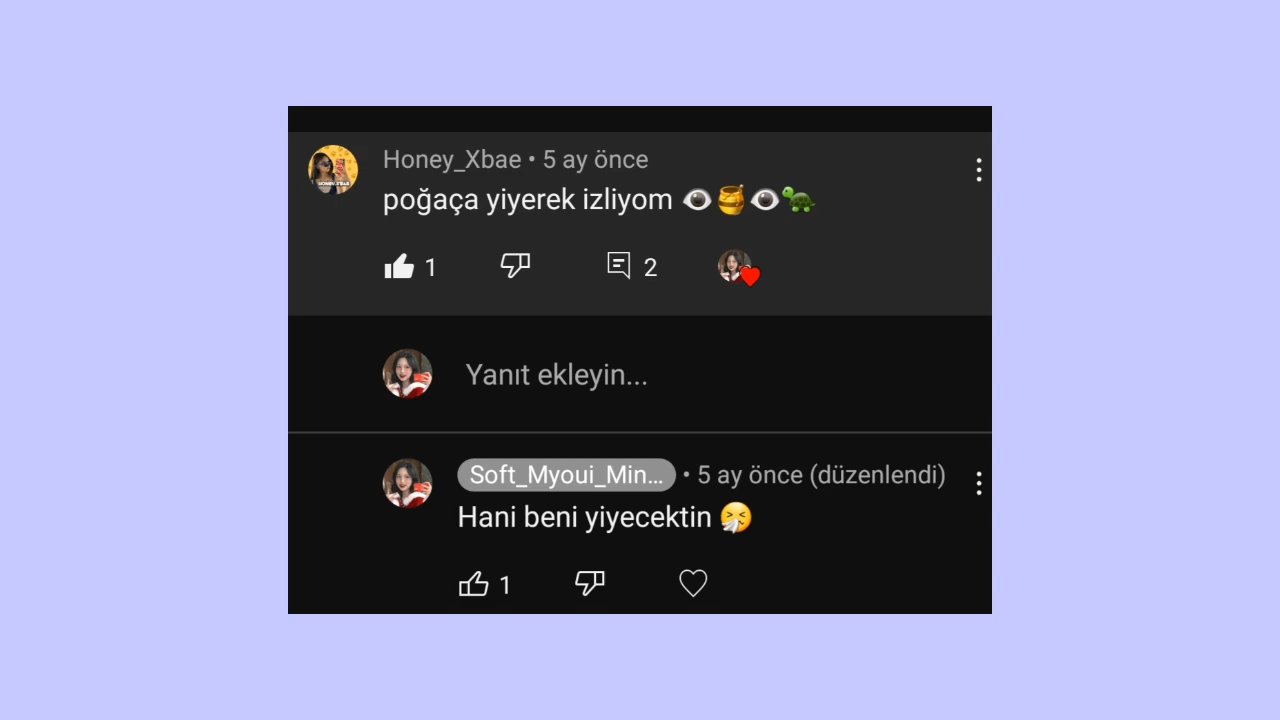 Honey_Xbae • 5 ay önce
poğaça yiyerek izliyom 👁️🍯👁️🐢
1
2
Yanıt ekleyin...
Soft_Myoui_Min... • 5 ay önce (düzenlendi)
Hani beni yiyecektin 🤧
1